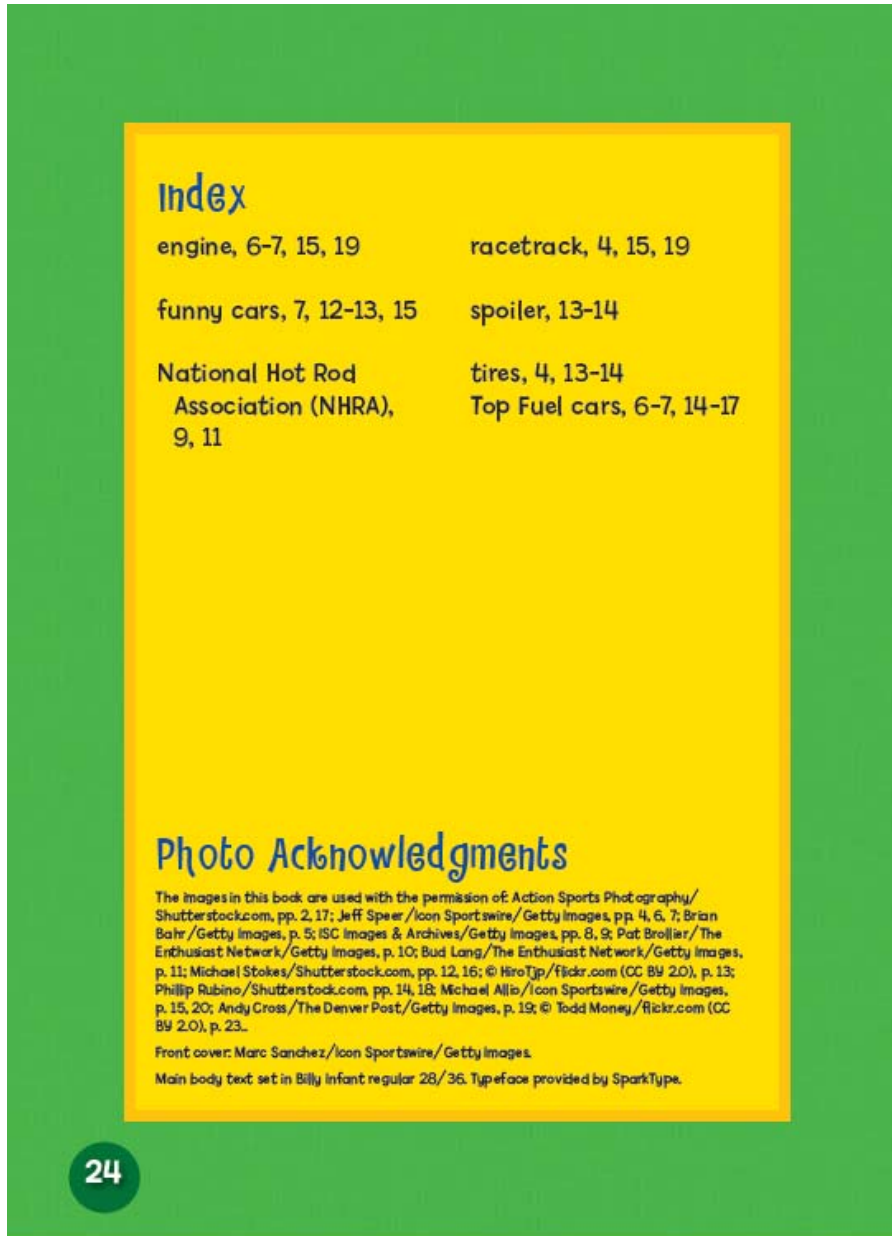 Index
engine, 6–7, 15, 19
funny cars, 7, 12–13, 15
National Hot Rod
Association (NHRA),
9, 11
racetrack, 4, 15, 19
spoiler, 13–14
tires, 4, 13–14
Top Fuel cars, 6–7, 14–17
Photo Acknowledgments
The images in this book are used with the permission of: Action Sports Photography/
Shutterstock.com, pp. 2, 17; Jeff Speer/Icon Sportswire/Getty Images, pp. 4, 6, 7; Brian
Bahr/Getty Images, p. 5; ISC Images & Archives/Getty Images, pp. 8, 9; Pat Brollier/The
Enthusiast Network/Getty Images, p. 10; Bud Lang/The Enthusiast Network/Getty Images,
p. 11; Michael Stokes/Shutterstock.com, pp. 12, 16; © HiroTjp/flickr.com (CC BY 2.0), p. 13;
Phillip Rubino/Shutterstock.com, pp. 14, 18; Michael Allio/Icon Sportswire/Getty Images,
p. 15, 20; Andy Cross/The Denver Post/Getty Images, p. 19; © Todd Money/flickr.com (CC
BY 2.0), p. 23..
Front cover: Marc Sanchez/Icon Sportswire/Getty Images.
Main body text set in Billy Infant regular 28/36. Typeface provided by SparkType.
24